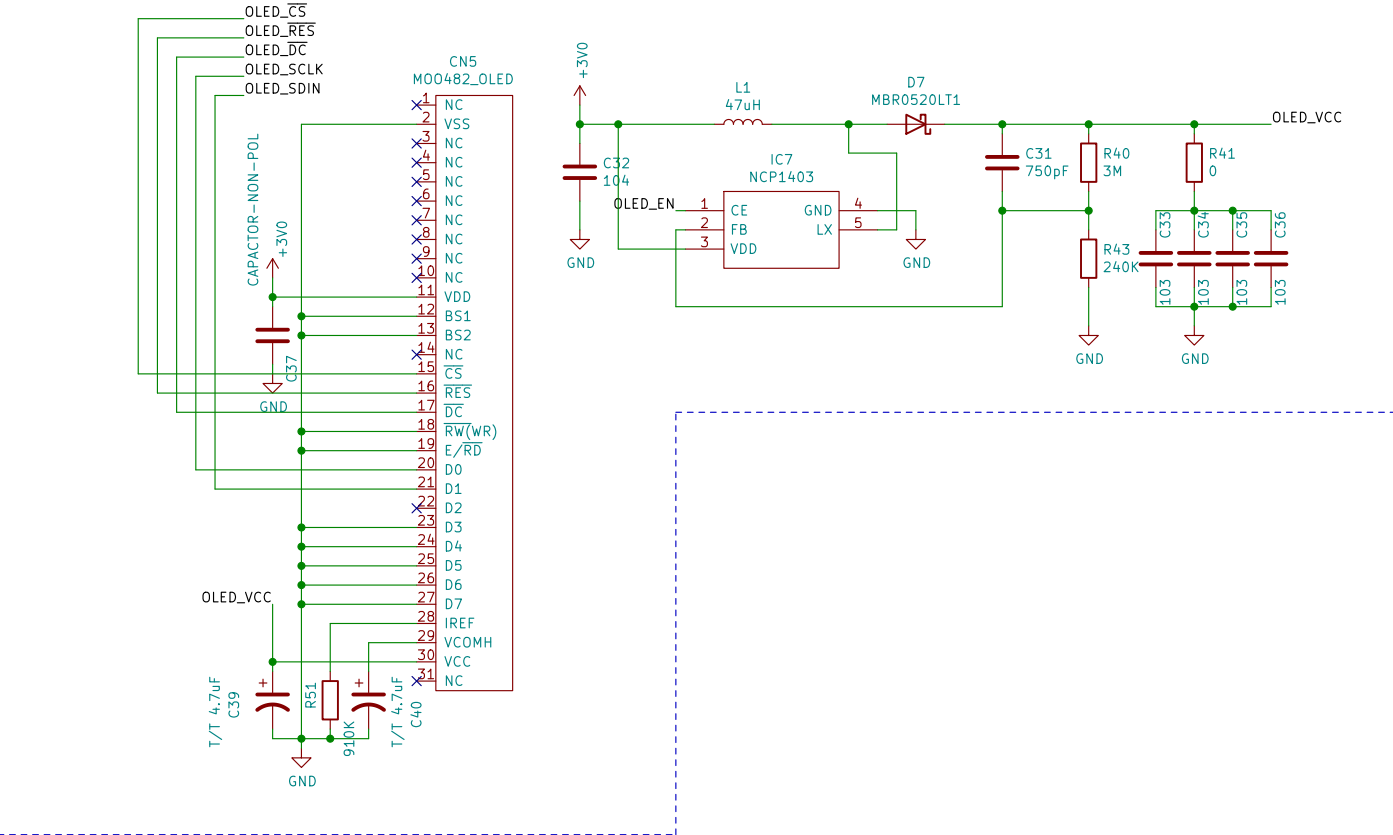 OLED_CS
OLED_RES
OLED_DC
OLED_SCLK
OLED_SDIN
CN5
MOO482_OLED
1 NC
2 VSS
3 NC
4 NC
5 NC
6 NC
7 NC
8 NC
9 NC
10 NC
11 VDD
12 BS1
13 BS2
14 NC
15 CS
16 RES
17 DC
18 RW(WR)
19 E/RD
20 D0
21 D1
22 D2
23 D3
24 D4
25 D5
26 D6
27 D7
28 IREF
29 VCOMH
30 VCC
31 NC
CAPACTOR-NON-POL
+3V0
C37
GND
OLED_VCC
+
T/T 4.7uF
C39
R51
910K
+
T/T 4.7uF
C40
GND
+3V0
C32
104
GND
L1
47uH
D7
MBR0520LT1
OLED_VCC
IC7
NCP1403
OLED_EN
1 CE
2 FB
3 VDD
GND 4
LX 5
GND
C31
750pF
R40
3M
R41
0
R43
240K
GND
C33
103
C34
103
C35
103
C36
103
GND